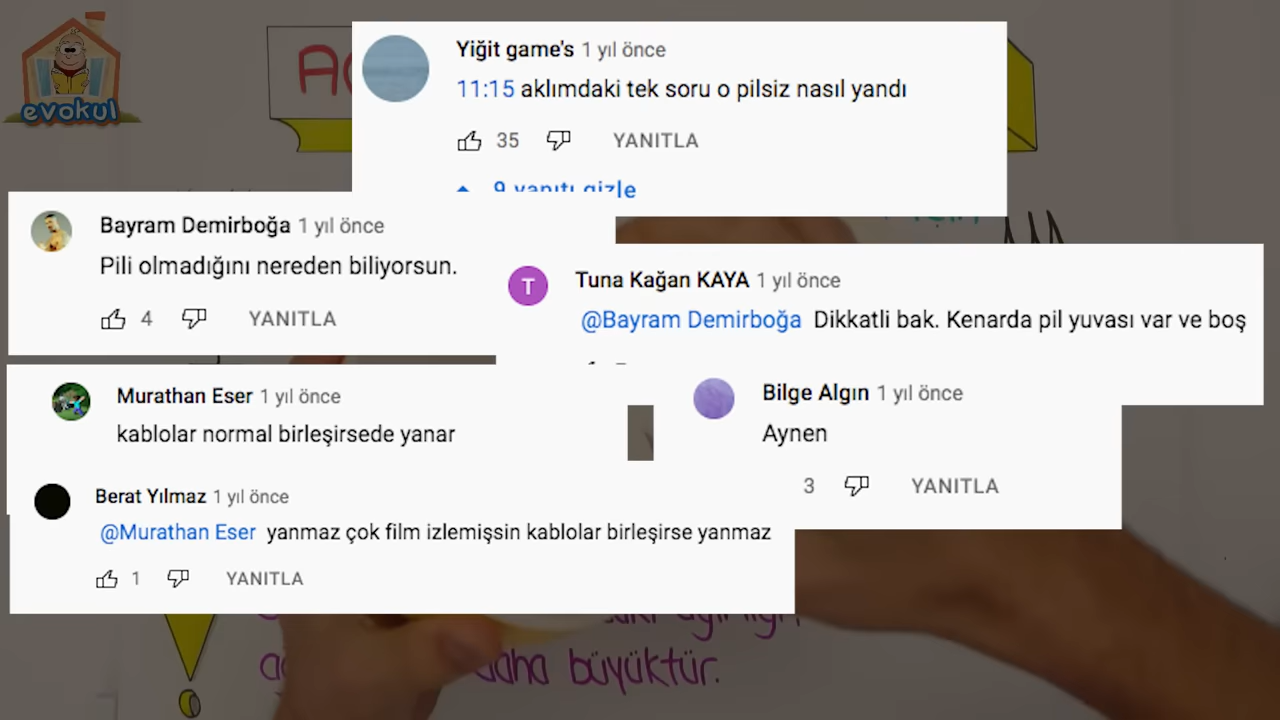 evokul
Yiğit game's 1 yıl önce
11:15 aklımdaki tek soru o pilsiz nasıl yandı
35 YANITLA
9 yanıtı gizle
Bayram Demirboğa 1 yıl önce
Pili olmadığını nereden biliyorsun.
4 YANITLA
T
Tuna Kağan KAYA 1 yıl önce
@Bayram Demirboğa Dikkatli bak. Kenarda pil yuvası var ve boş
Murathan Eser 1 yıl önce
kablolar normal birleşirsede yanar
Bilge Algın 1 yıl önce
Aynen
3 YANITLA
Berat Yılmaz 1 yıl önce
@Murathan Eser yanmaz çok film izlemişsin kablolar birleşirse yanmaz
1 YANITLA
daha büyüktür.